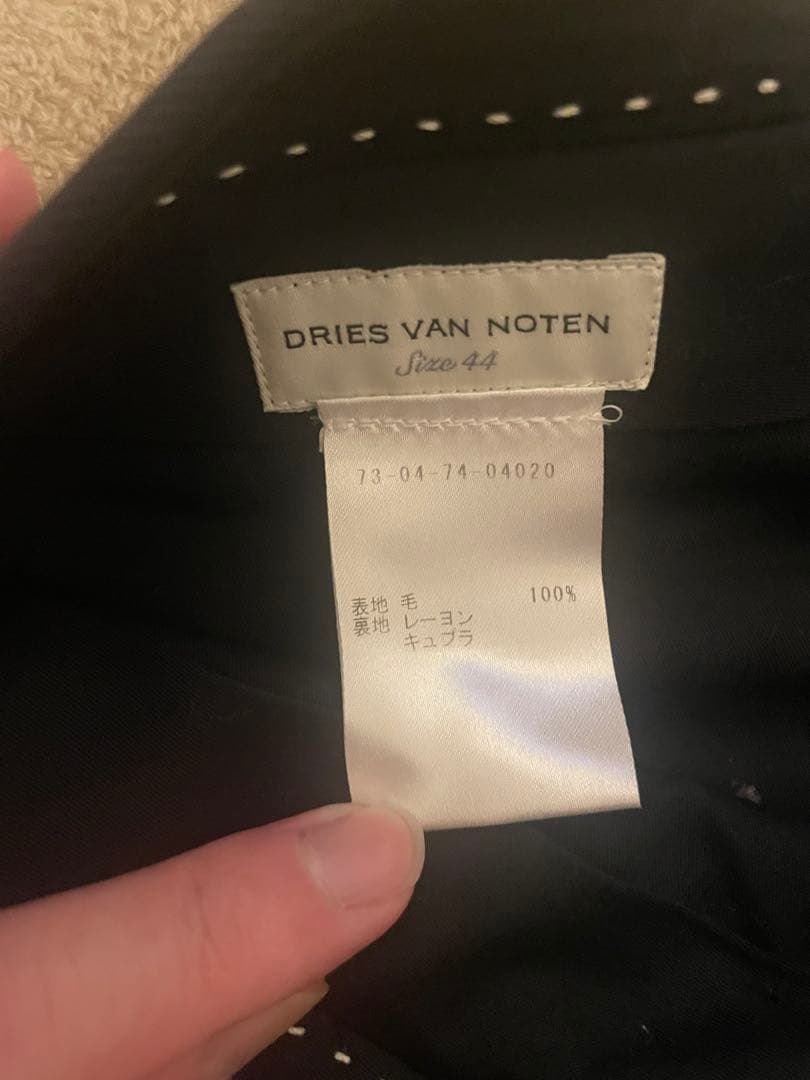 DRIES VAN NOTEN
Size 44
73-04-74-04020
表地 毛 100%
裏地 レーヨン
キュプラ